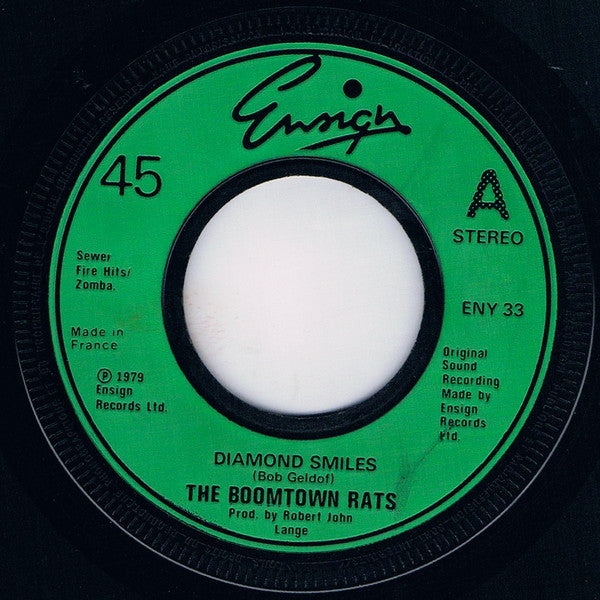 Ensign
45
A
STEREO
Sewer
Fire Hits/
Zomba.
ENY 33
Made in
France
℗ 1979
Ensign
Records Ltd.
Original
Sound
Recording
Made by
Ensign
Records
Ltd.
DIAMOND SMILES
(Bob Geldof)
THE BOOMTOWN RATS
Prod. by Robert John
Lange